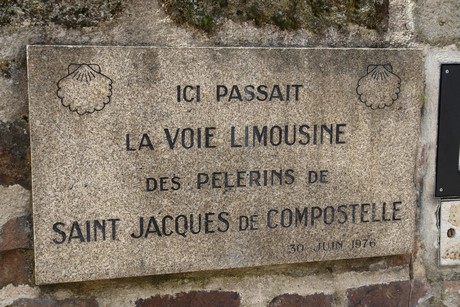 ICI PASSAIT
LA VOIE LIMOUSINE
DES PELERINS DE
SAINT JACQUES DE COMPOSTELLE
30 JUIN 1976